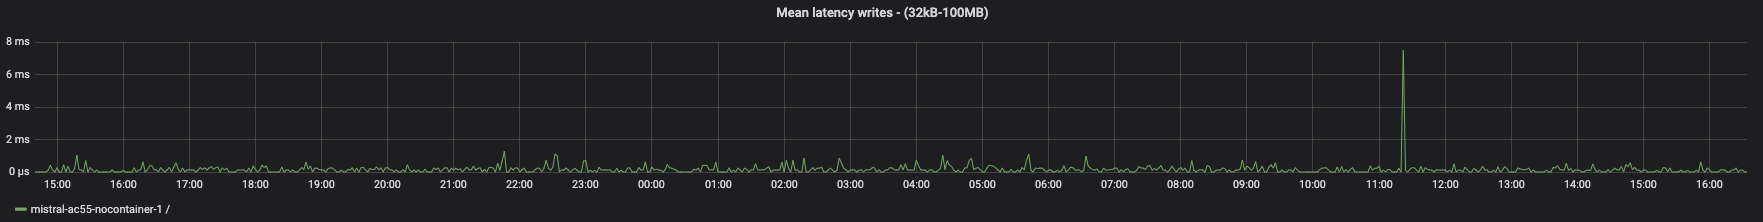 Mean latency writes - (32kB-100MB)
8 ms
6 ms
4 ms
2 ms
0 µs
15:00 16:00 17:00 18:00 19:00 20:00 21:00 22:00 23:00 00:00 01:00 02:00 03:00 04:00 05:00 06:00 07:00 08:00 09:00 10:00 11:00 12:00 13:00 14:00 15:00 16:00
mistral-ac55-nocontainer-1 /